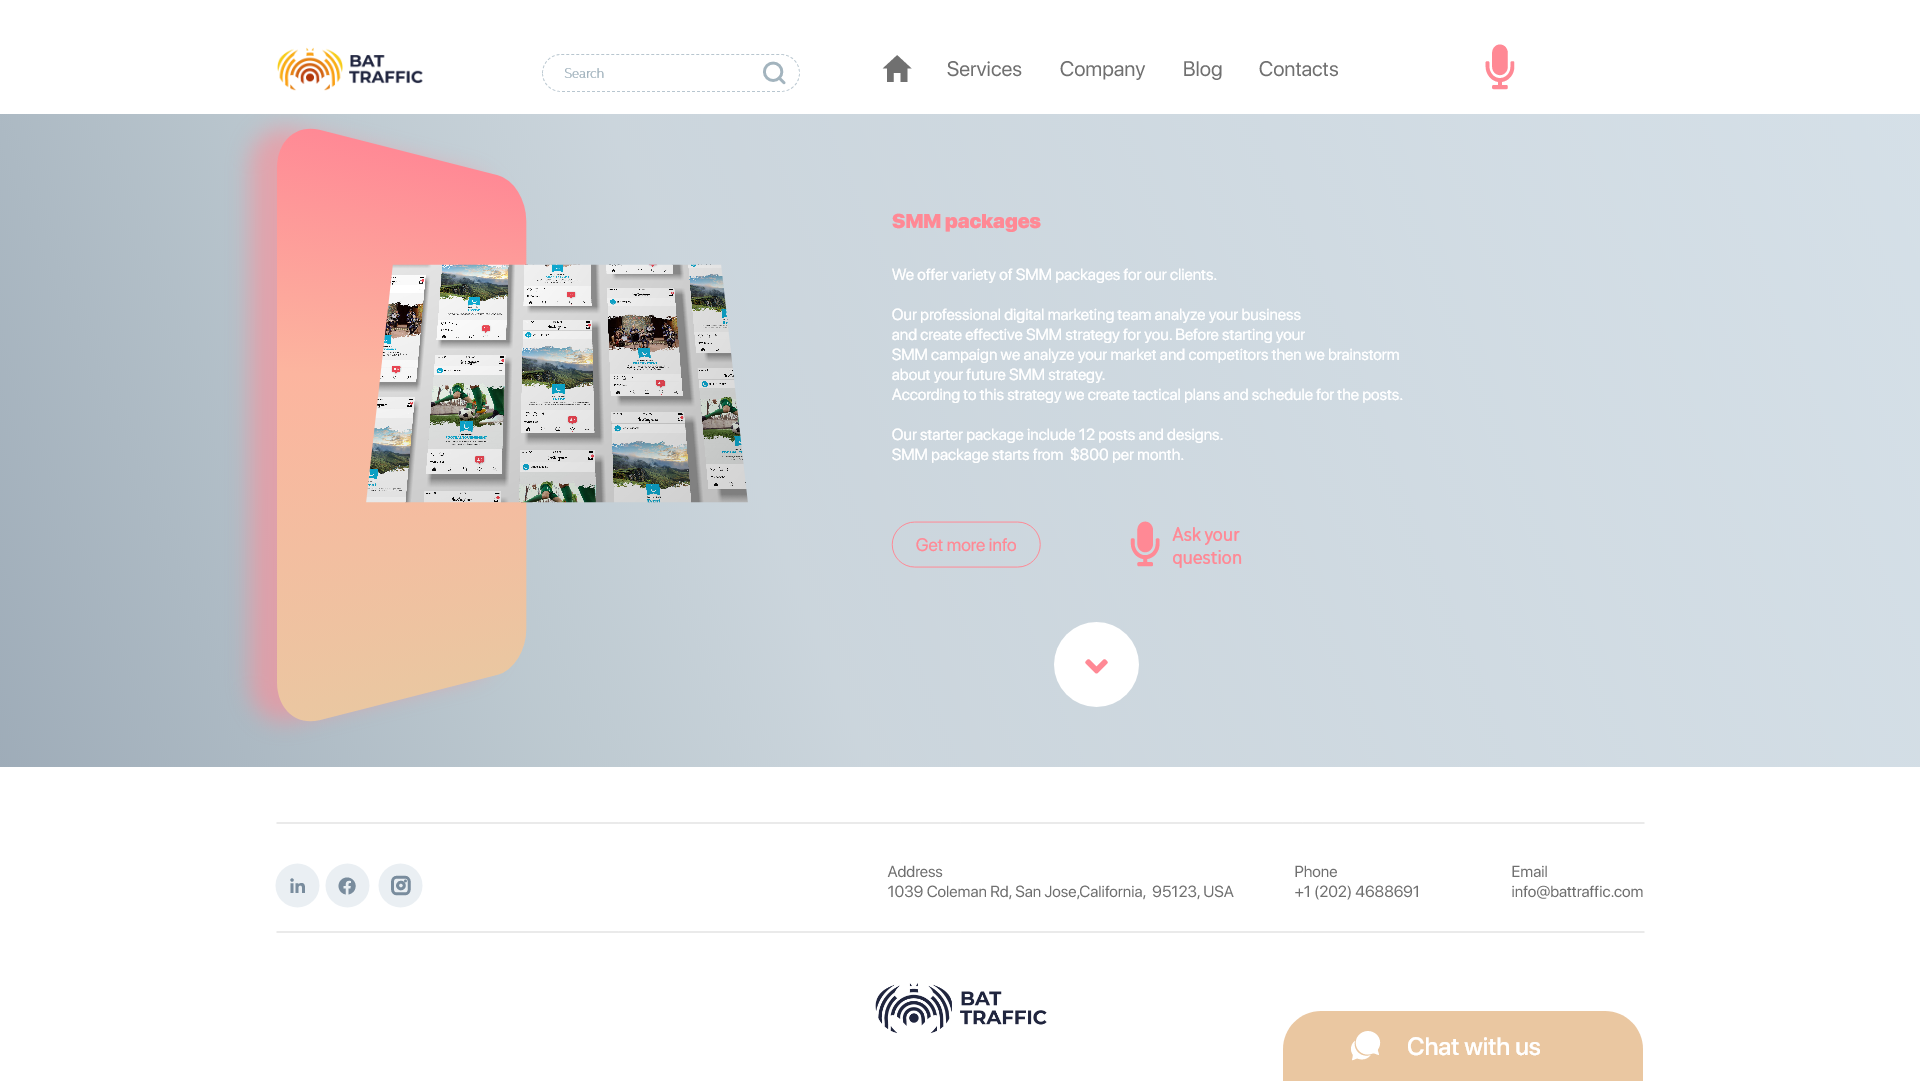 BAT
TRAFFIC
Search
Services
Company
Blog
Contacts
SMM packages
We offer variety of SMM packages for our clients.
Our professional digital marketing team analyze your business
and create effective SMM strategy for you. Before starting your
SMM campaign we analyze your market and competitors then we brainstorm
about your future SMM strategy.
According to this strategy we create tactical plans and schedule for the posts.
Our starter package include 12 posts and designs.
SMM package starts from  $800 per month.
Get more info
Ask your
question
Address
1039 Coleman Rd, San Jose,California,  95123, USA
Phone
+1 (202) 4688691
Email
info@battraffic.com
BAT
TRAFFIC
Chat with us